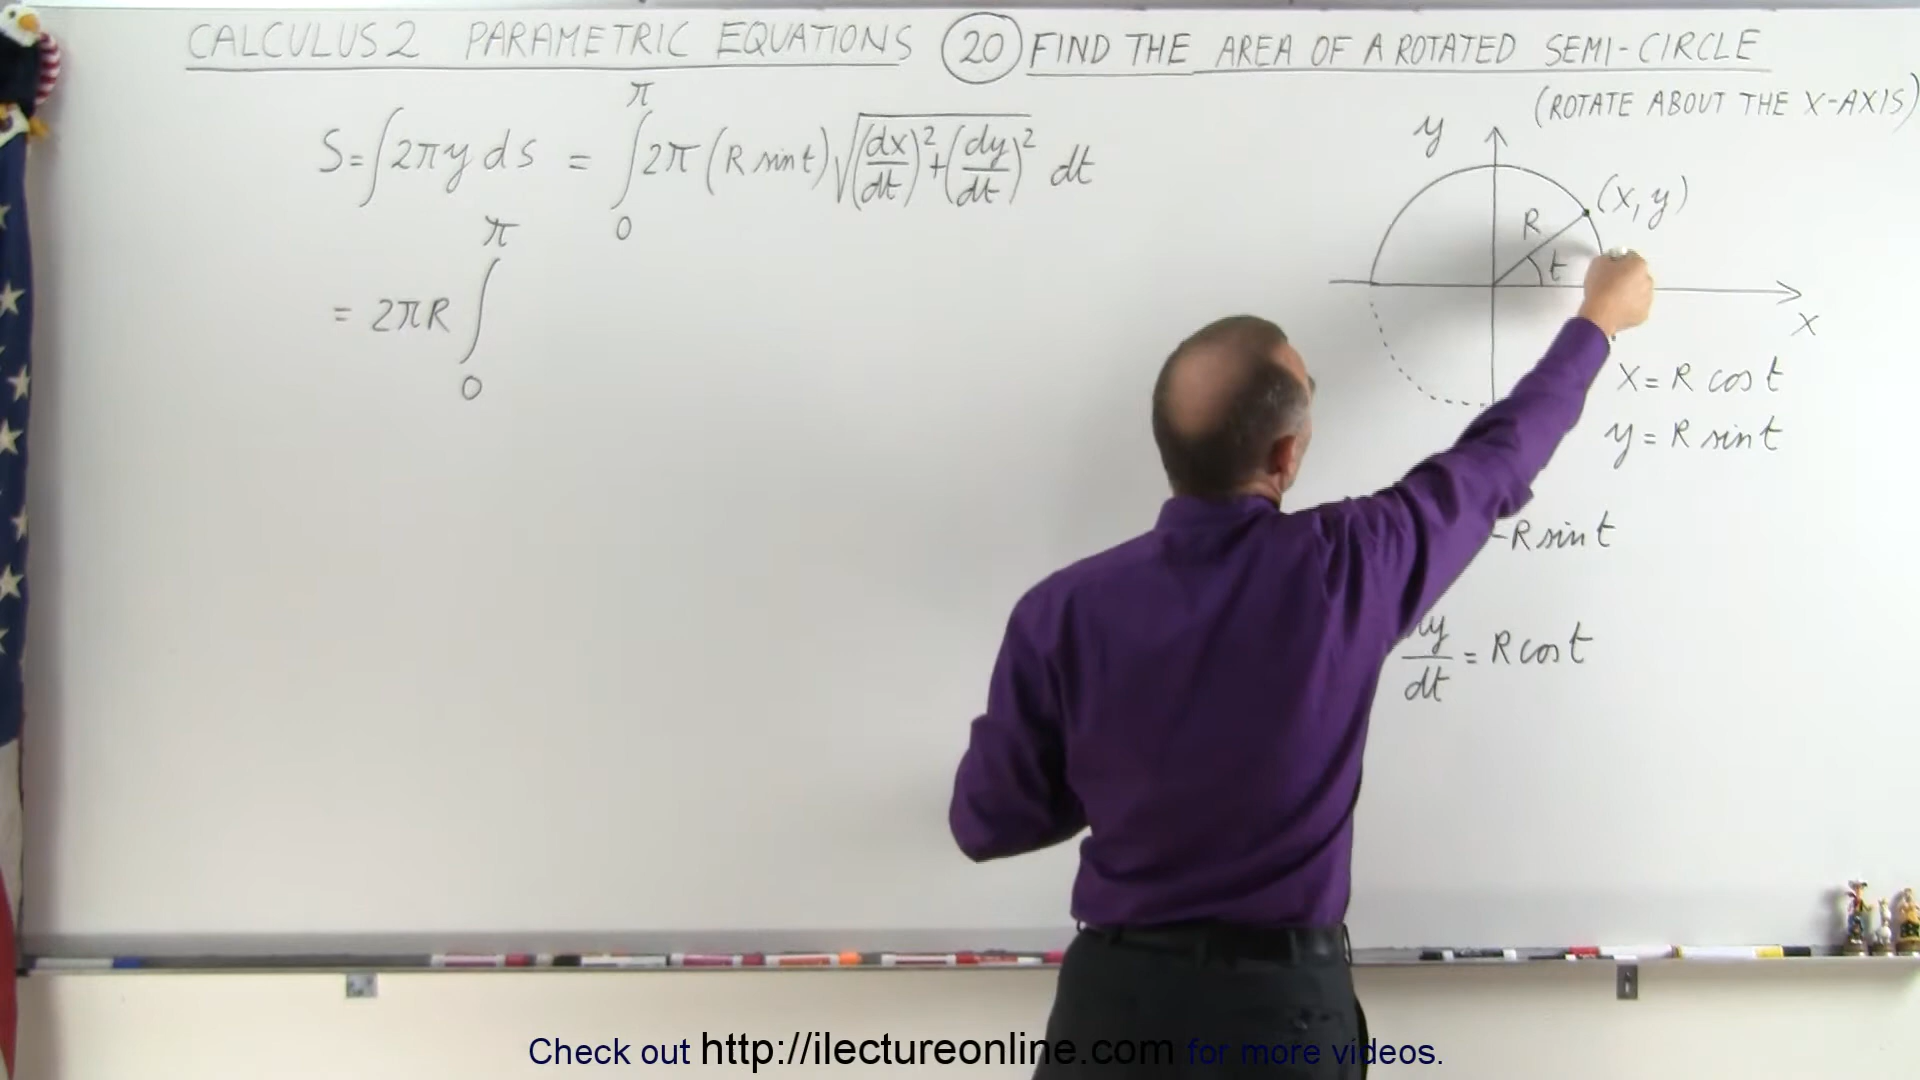 CALCULUS 2 PARAMETRIC EQUATIONS 20 FIND THE AREA OF A ROTATED SEMI-CIRCLE
(ROTATE ABOUT THE X-AXIS)
S = ∫ 2πy ds = ∫₀^π 2π (R sin t) √((dx/dt)² + (dy/dt)²) dt
= 2πR ∫₀^π
y
(x, y)
R
t
x
x = R cos t
y = R sin t
-R sin t
dy/dt = R cos t
Check out http://ilectureonline.com for more videos.